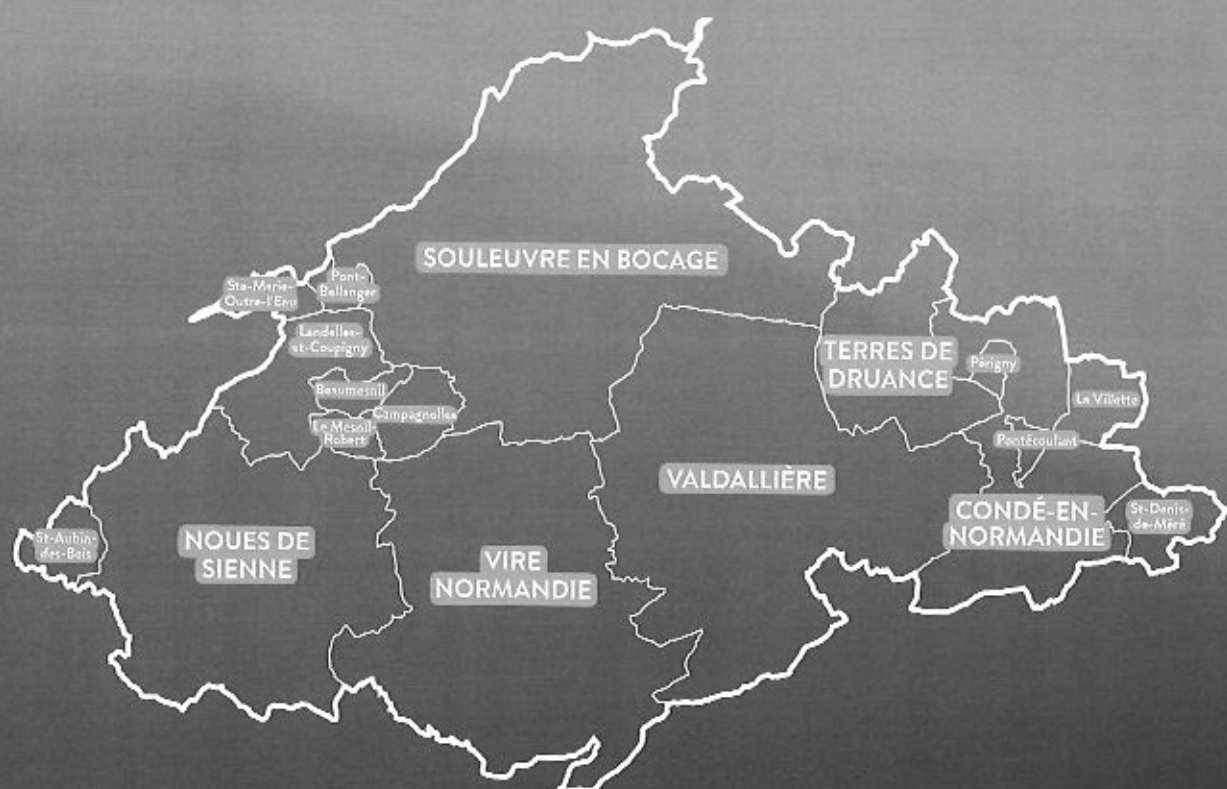 SOULEUVRE EN BOCAGE
Ste-Marie-
Outre-l'Eau
Pont-
Bellanger
Landelles-
et-Coupigny
Beaumesnil
Campagnolles
Le Mesnil-
Robert
TERRES DE
DRUANCE
Périgny
La Villette
Pontécoulant
VALDALLIÈRE
CONDÉ-EN-
NORMANDIE
St-Denis-
de-Méré
St-Aubin-
des-Bois
NOUES DE
SIENNE
VIRE
NORMANDIE